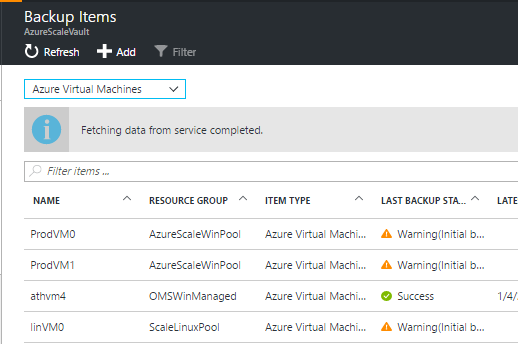 Backup Items
AzureScaleVault
Refresh Add Filter
Azure Virtual Machines
Fetching data from service completed.
Filter items ...
NAME RESOURCE GROUP ITEM TYPE LAST BACKUP STA... LATE
ProdVM0 AzureScaleWinPool Azure Virtual Machi... Warning(Initial b...
ProdVM1 AzureScaleWinPool Azure Virtual Machi... Warning(Initial b...
athvm4 OMSWinManaged Azure Virtual Machi... Success 1/4/
linVM0 ScaleLinuxPool Azure Virtual Machi... Warning(Initial b...